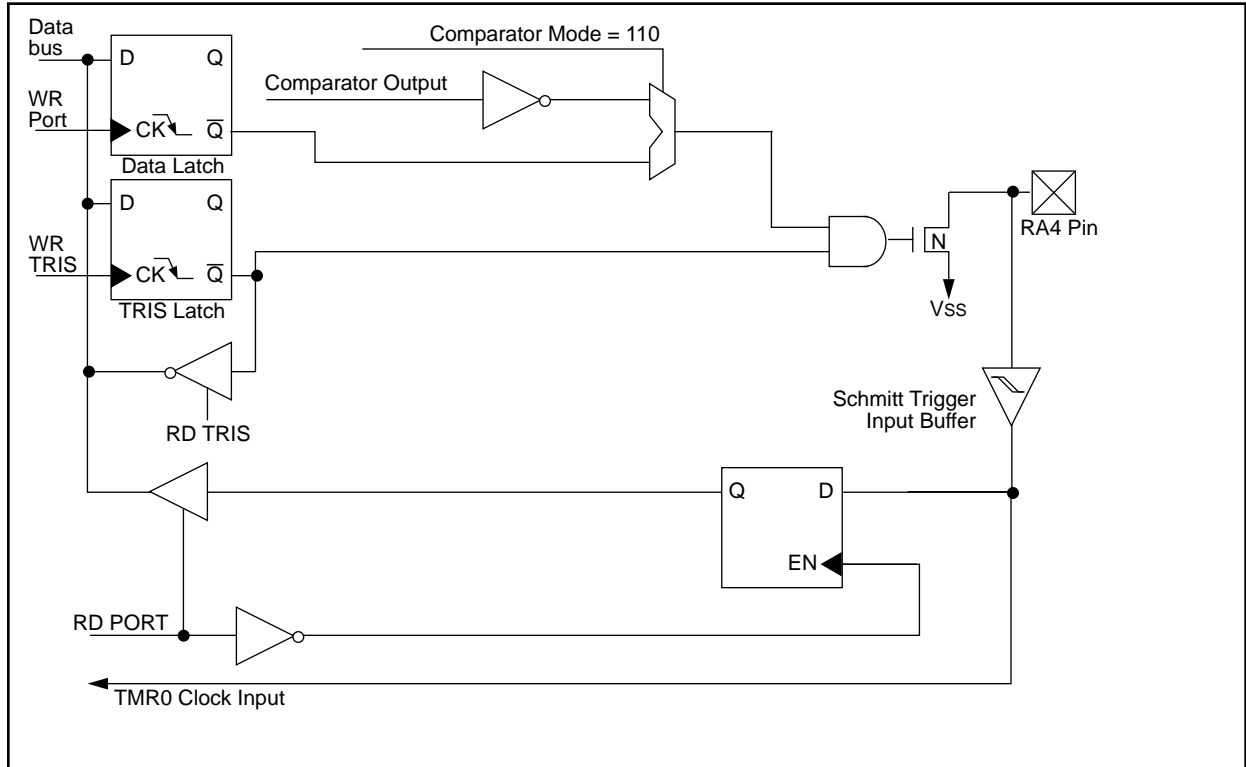 Data
bus
D Q
Comparator Mode = 110
Comparator Output
WR
Port
CK Q̅
Data Latch
D Q
WR
TRIS
CK Q̅
TRIS Latch
N
RA4 Pin
VSS
RD TRIS
Schmitt Trigger
Input Buffer
Q D
EN
RD PORT
TMR0 Clock Input